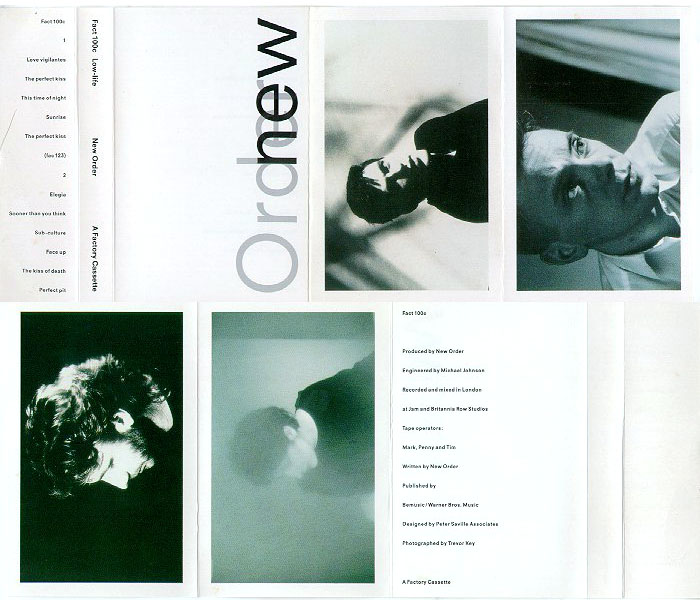 Fact 100c
1
Love vigilantes
The perfect kiss
This time of night
Sunrise
The perfect kiss
(fac 123)
2
Elegia
Sooner than you think
Sub-culture
Face up
The kiss of death
Perfect pit
Fact 100c Low-life
New Order
A Factory Cassette
new
Order
Fact 100c
Produced by New Order
Engineered by Michael Johnson
Recorded and mixed in London
at Jam and Britannia Row Studios
Tape operators:
Mark, Penny and Tim
Written by New Order
Published by
Bemusic/Warner Bros. Music
Designed by Peter Saville Associates
Photographed by Trevor Key
A Factory Cassette